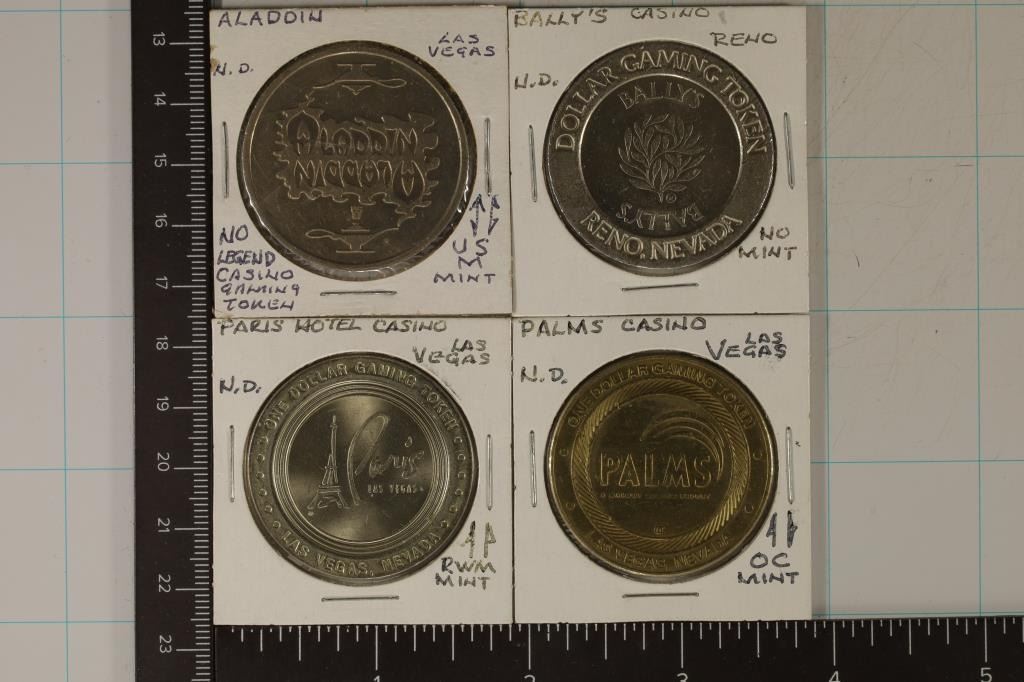 ALADDIN
LAS
VEGAS
N.D.
ALADDIN
ALADDIN
NO
LEGEND
CASINO
GAMING
TOKEN
US
M
MINT
BALLY'S CASINO
RENO
N.D.
DOLLAR GAMING TOKEN
BALLY'S
BALLY'S
RENO, NEVADA
NO
MINT
PARIS HOTEL CASINO
LAS
VEGAS
N.D.
ONE DOLLAR GAMING TOKEN
Paris
LAS VEGAS
LAS VEGAS, NEVADA
RWM
MINT
PALMS CASINO
LAS
VEGAS
N.D.
ONE DOLLAR GAMING TOKEN
PALMS
LAS VEGAS, NEVADA
OC
MINT
13
14
15
16
17
18
19
20
21
22
23
1
2
3
4
5